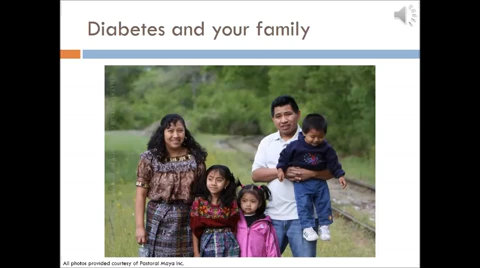 Diabetes and your family
All photos provided courtesy of Pastoral Maya Inc.